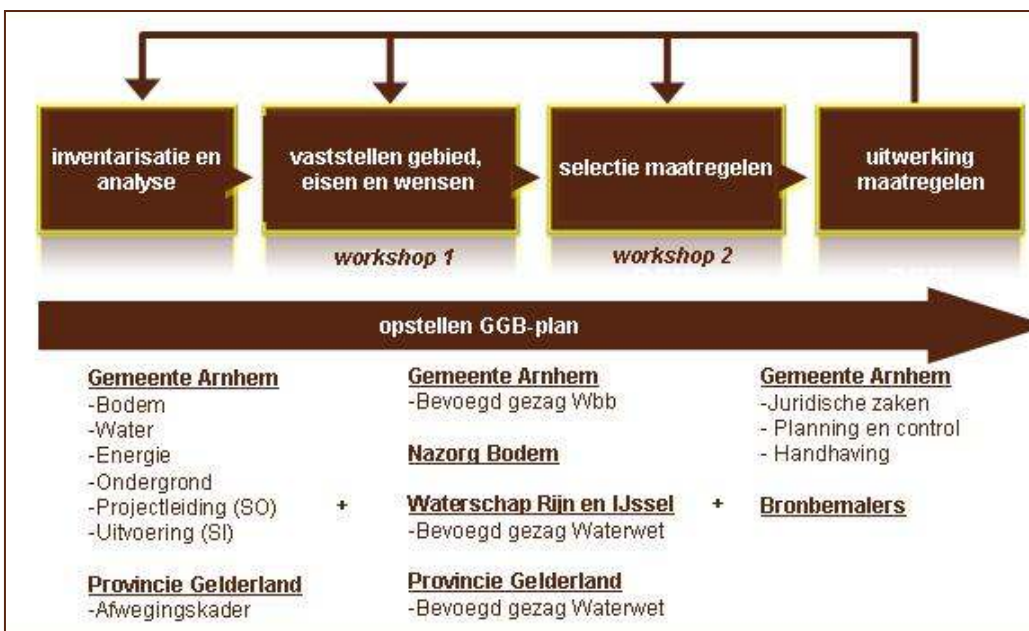 inventarisatie en
analyse
vaststellen gebied,
eisen en wensen
selectie maatregelen
uitwerking
maatregelen
workshop 1
workshop 2
opstellen GGB-plan
Gemeente Arnhem
-Bodem
-Water
-Energie
-Ondergrond
-Projectleiding (SO)
-Uitvoering (SI)
Provincie Gelderland
-Afwegingskader
+
Gemeente Arnhem
-Bevoegd gezag Wbb
Nazorg Bodem
Waterschap Rijn en IJssel
-Bevoegd gezag Waterwet
Provincie Gelderland
-Bevoegd gezag Waterwet
+
Gemeente Arnhem
-Juridische zaken
- Planning en control
- Handhaving
Bronbemalers